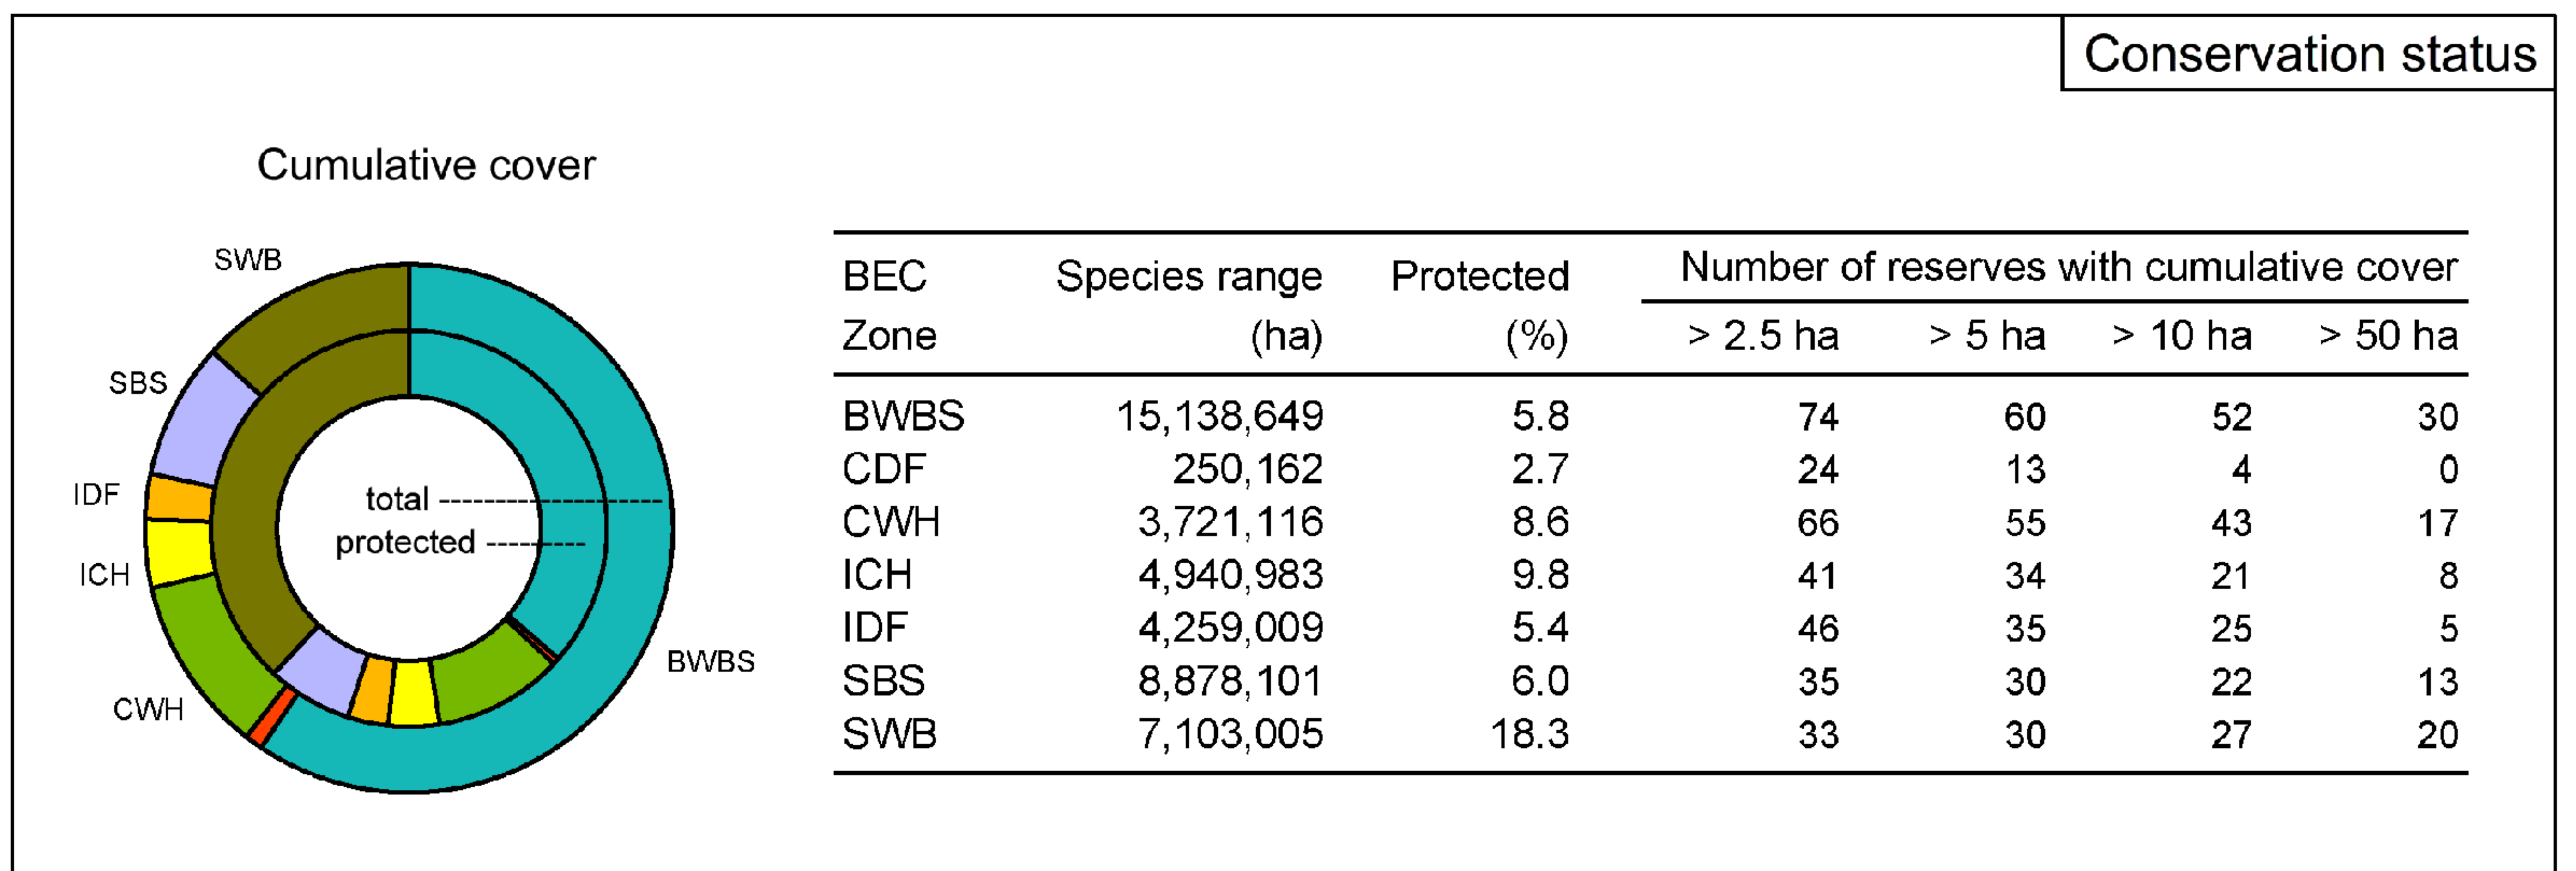 Conservation status
Cumulative cover
SWB
SBS
IDF
ICH
CWH
BWBS
total
protected
BEC Zone Species range (ha) Protected (%) Number of reserves with cumulative cover
> 2.5 ha > 5 ha > 10 ha > 50 ha
BWBS 15,138,649 5.8 74 60 52 30
CDF 250,162 2.7 24 13 4 0
CWH 3,721,116 8.6 66 55 43 17
ICH 4,940,983 9.8 41 34 21 8
IDF 4,259,009 5.4 46 35 25 5
SBS 8,878,101 6.0 35 30 22 13
SWB 7,103,005 18.3 33 30 27 20